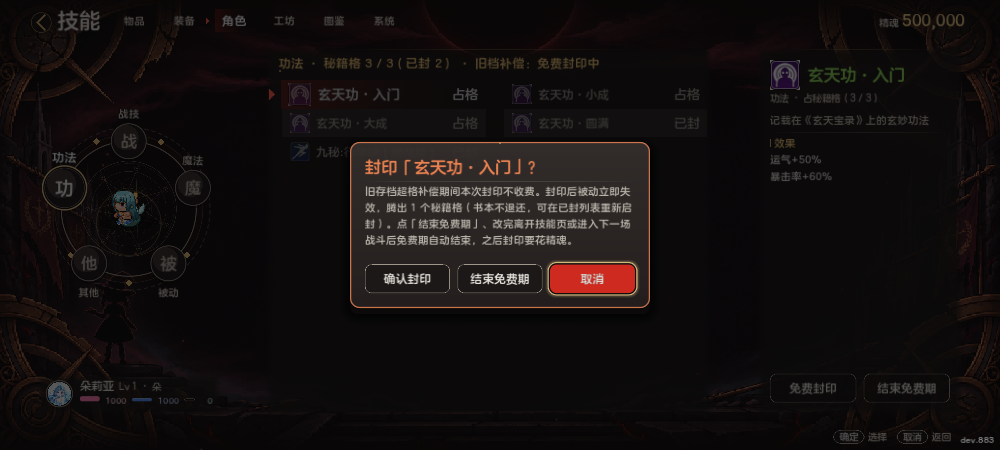 技能
物品 装备 角色 工坊 图鉴 系统
精魂 500,000
功法 · 秘籍格 3 / 3 ( 已封 2 ) · 旧档补偿：免费封印中
玄天功 · 入门 占格
玄天功 · 小成 占格
玄天功 · 大成 占格
玄天功 · 圆满 已封
九秘
战技
战
功法
功
魔法
魔
他
其他
被
被动
封印「玄天功 · 入门」？
旧存档超格补偿期间本次封印不收费。封印后被动立即失
效，腾出 1 个秘籍格（书本不退还，可在已封列表重新启
封）。点「结束免费期」、改完离开技能页或进入下一场
战斗后免费期自动结束，之后封印要花精魂。
确认封印 结束免费期 取消
玄天功 · 入门
功法 · 占秘籍格 ( 3 / 3 )
记载在《玄天宝录》上的玄妙功法
效果
运气+50%
暴击率+60%
免费封印 结束免费期
朵莉亚 Lv1 · 朵
1000 1000 0
确定 选择 取消 返回
dev.883